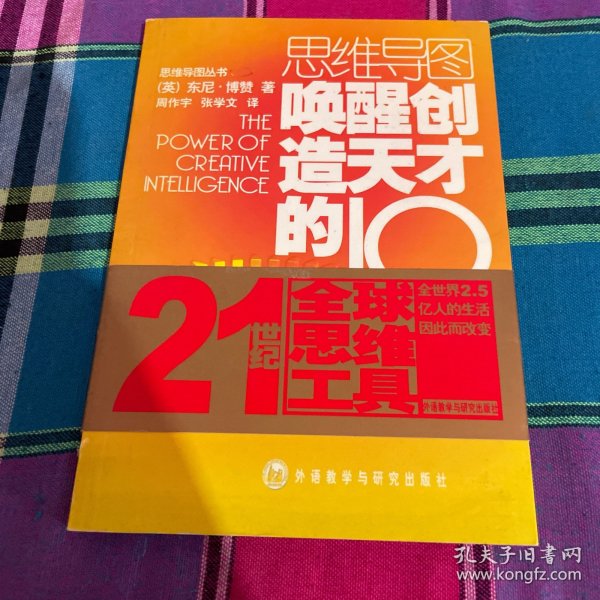 思维导图丛书
(英) 东尼·博赞 著
周作宇 张学文 译
THE
POWER OF
CREATIVE
INTELLIGENCE
思维导图
唤醒创
造天才
的10
21世纪
全球
思维
工具
全世界2.5
亿人的生活
因此而改变
外语教学与研究出版社
外语教学与研究出版社
孔夫子旧书网
www.kongfz.com